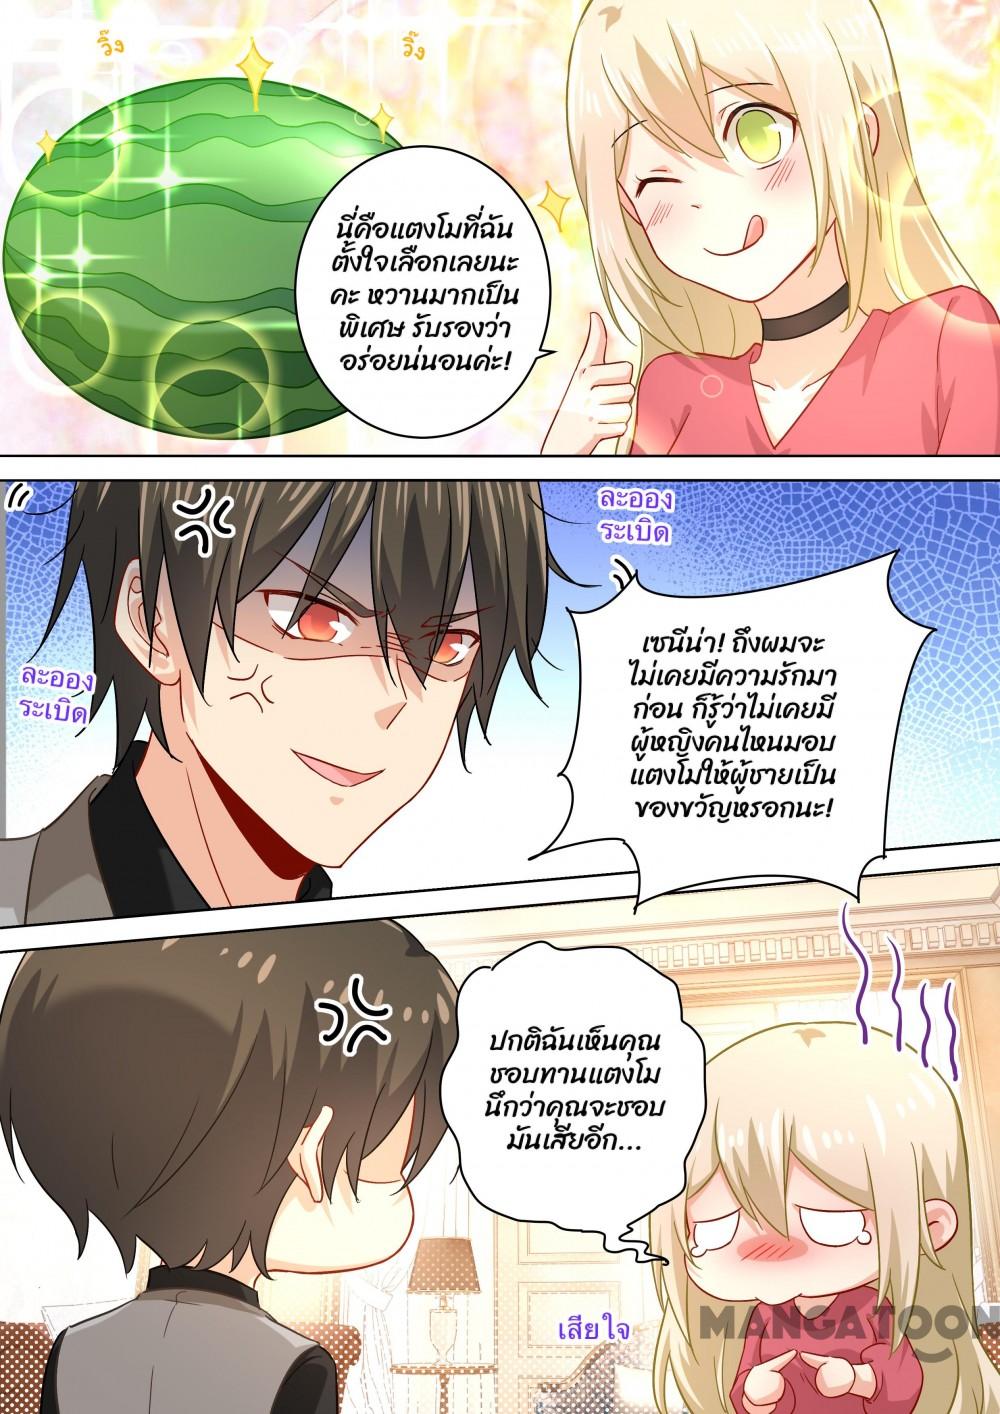 วิ๊ง
วิ๊ง
นี่คือแตงโมที่ฉัน
ตั้งใจเลือกเลยนะ
คะ หวานมากเป็น
พิเศษ รับรองว่า
อร่อยน่นอนค่ะ!
ละออง
ระเบิด
ละออง
ระเบิด
เซนีน่า! ถึงผมจะ
ไม่เคยมีความรักมา
ก่อน ก็รู้ว่าไม่เคยมี
ผู้หญิงคนไหนมอบ
แตงโมให้ผู้ชายเป็น
ของขวัญหรอกนะ!
ปกติฉันเห็นคุณ
ชอบทานแตงโม
นึกว่าคุณจะชอบ
มันเสียอีก...
เสียใจ
MANGATOON